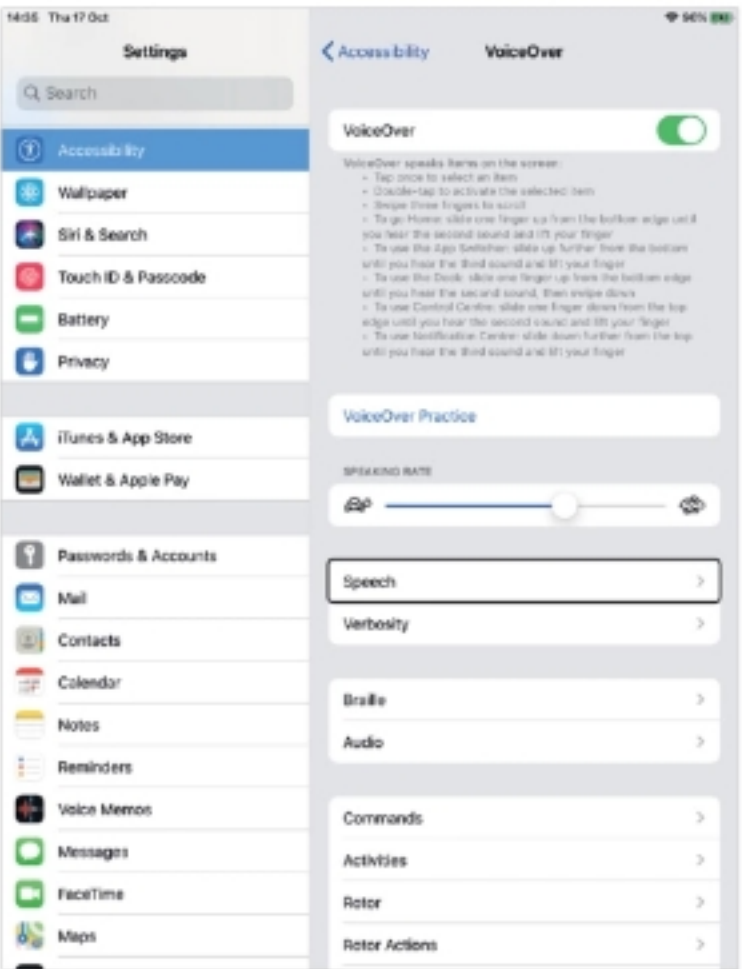 14:35 Thu 17 Oct
96%
Settings
Search
Accessibility
Wallpaper
Siri & Search
Touch ID & Passcode
Battery
Privacy
iTunes & App Store
Wallet & Apple Pay
Passwords & Accounts
Mail
Contacts
Calendar
Notes
Reminders
Voice Memos
Messages
FaceTime
Maps
Accessibility
VoiceOver
VoiceOver
VoiceOver speaks items on the screen:
• Tap once to select an item
• Double-tap to activate the selected item
• Swipe three fingers to scroll
• To go Home: slide one finger up from the bottom edge until
you hear the second sound and lift your finger
• To use the App Switcher: slide up further from the bottom
until you hear the third sound and lift your finger
• To use the Dock: slide one finger up from the bottom edge
until you hear the second sound, then swipe down
• To use Control Centre: slide one finger down from the top
edge until you hear the second sound and lift your finger
• To use Notification Centre: slide down further from the top
until you hear the third sound and lift your finger
VoiceOver Practice
SPEAKING RATE
Speech
Verbosity
Braille
Audio
Commands
Activities
Rotor
Rotor Actions